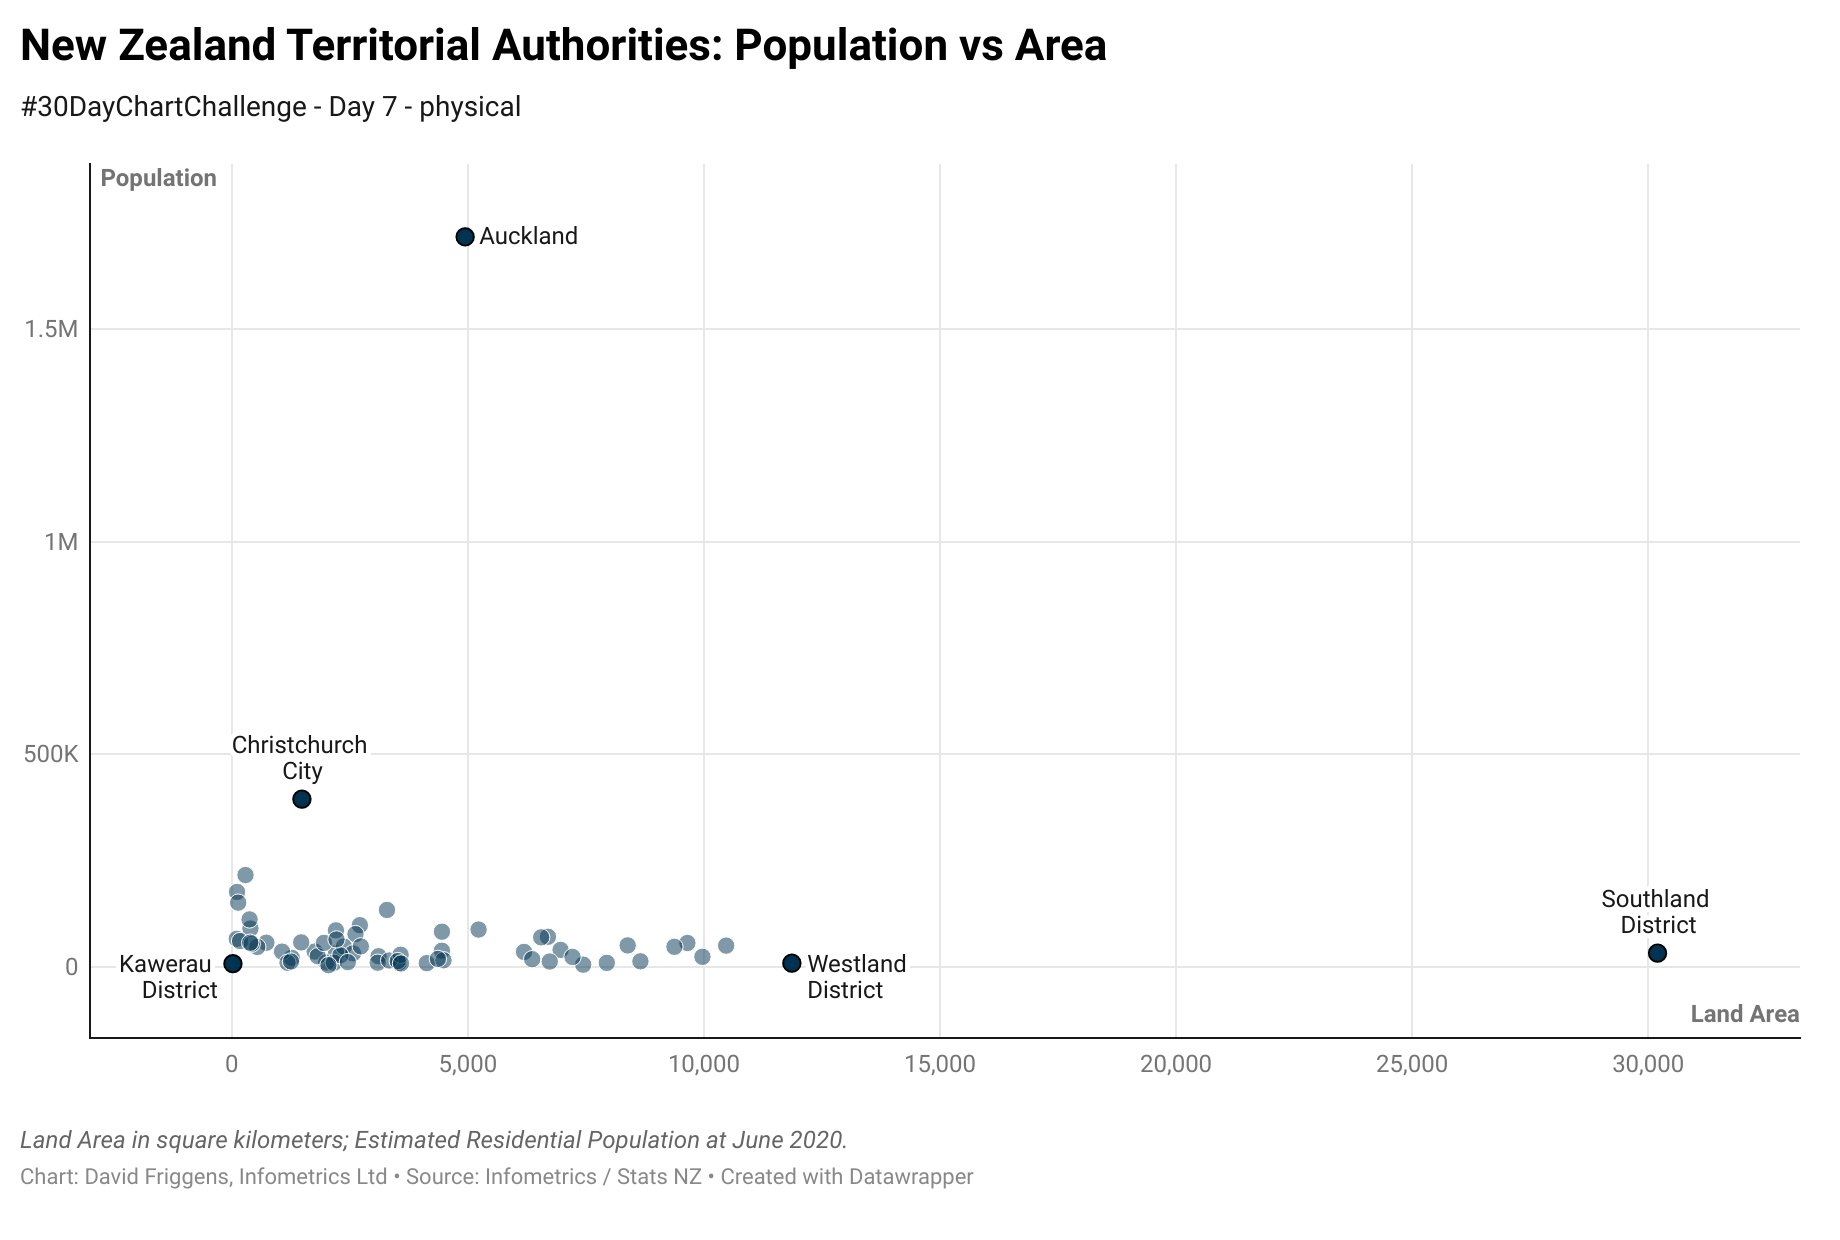 New Zealand Territorial Authorities: Population vs Area
#30DayChartChallenge - Day 7 - physical
Population
Auckland
1.5M
1M
Christchurch
City
500K
Southland
District
0
Kawerau
District
Westland
District
Land Area
0
5,000
10,000
15,000
20,000
25,000
30,000
Land Area in square kilometers; Estimated Residential Population at June 2020.
Chart: David Friggens, Infometrics Ltd • Source: Infometrics / Stats NZ • Created with Datawrapper